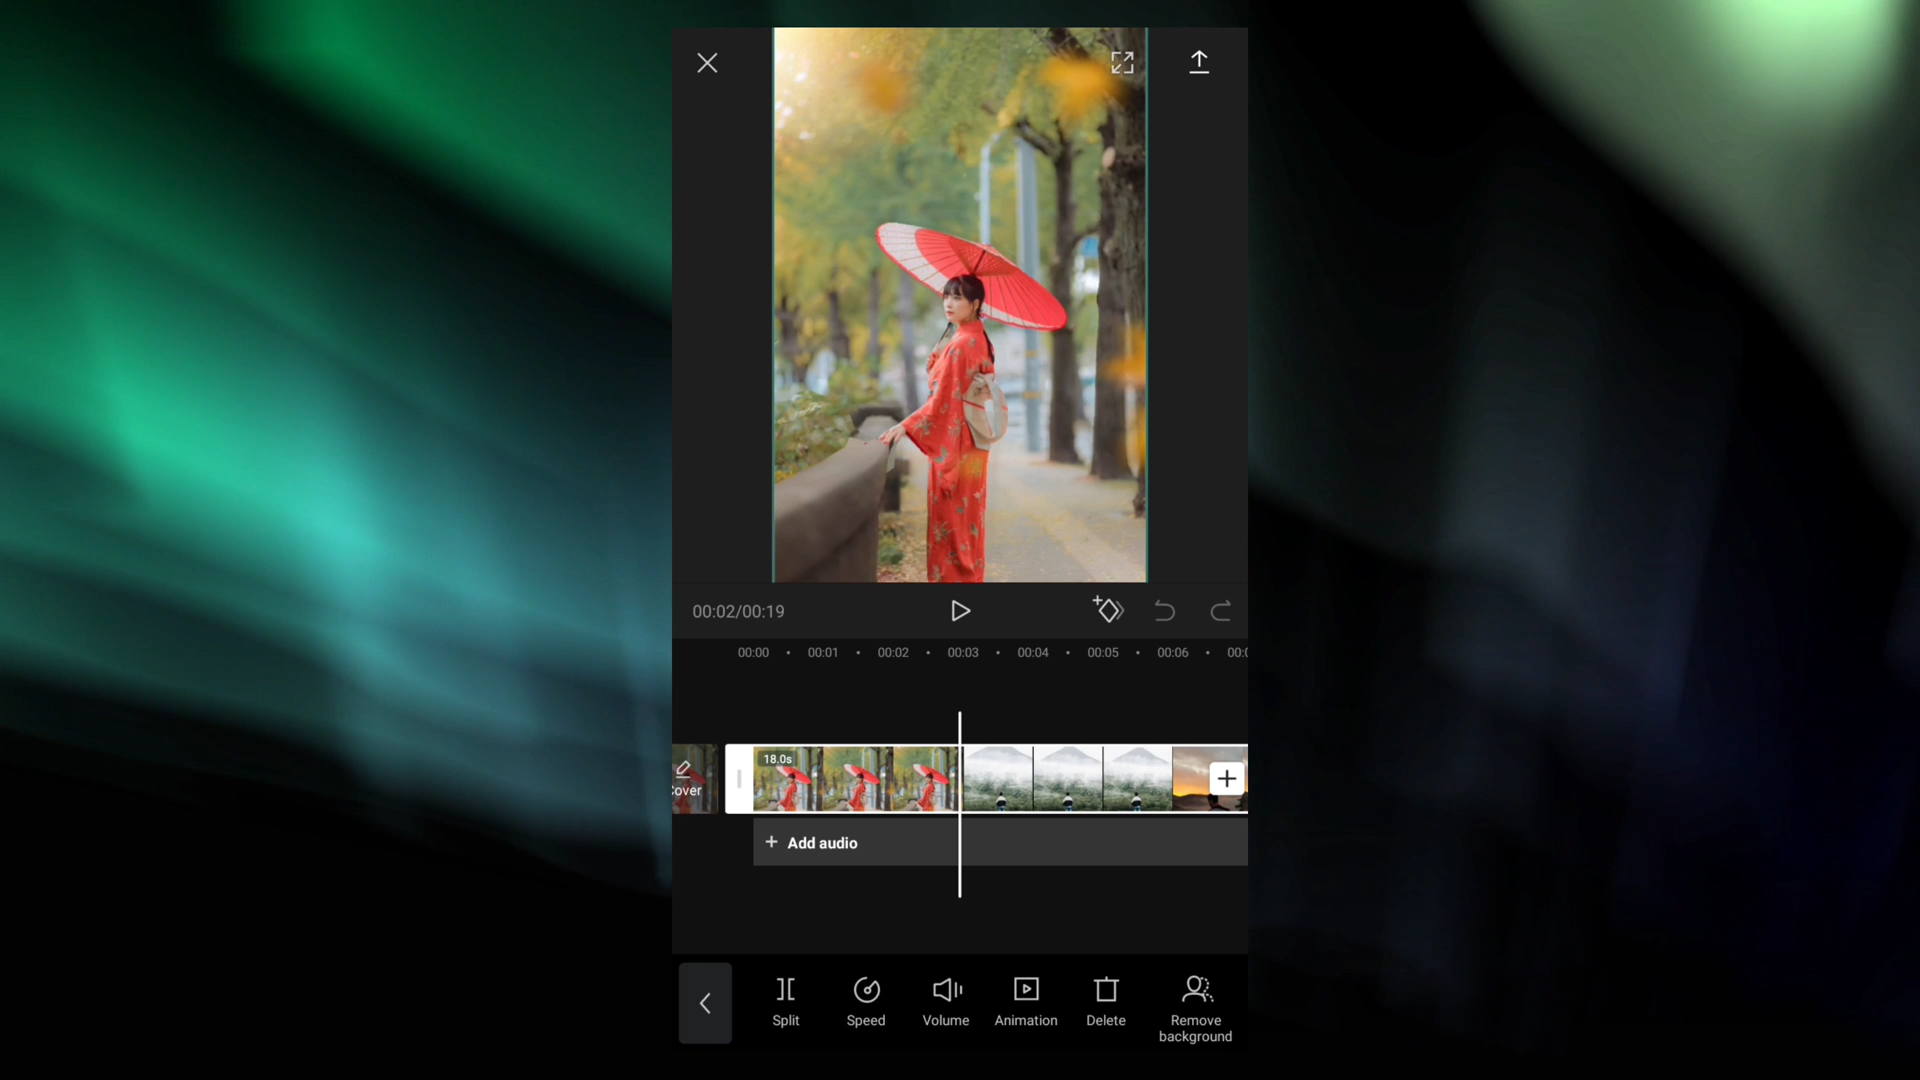 00:02/00:19
00:00 00:01 00:02 00:03 00:04 00:05 00:06
18.0s
+ Add audio
Split
Speed
Volume
Animation
Delete
Remove
background